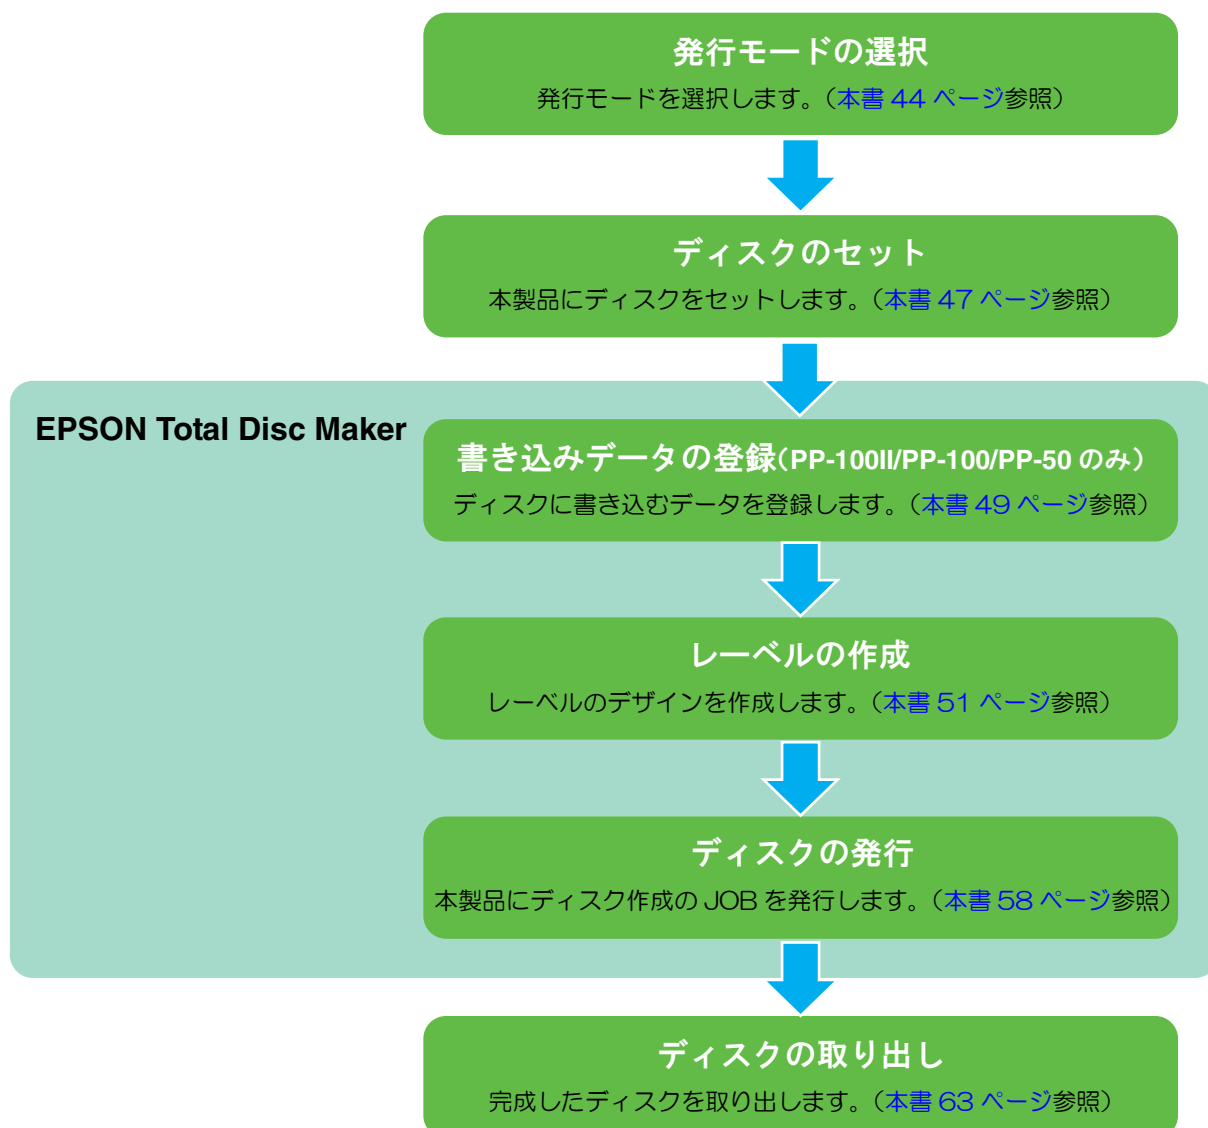 発行モードの選択
発行モードを選択します。（本書 44 ページ参照）
ディスクのセット
本製品にディスクをセットします。（本書 47 ページ参照）
EPSON Total Disc Maker
書き込みデータの登録（PP-100II/PP-100/PP-50 のみ）
ディスクに書き込むデータを登録します。（本書 49 ページ参照）
レーベルの作成
レーベルのデザインを作成します。（本書 51 ページ参照）
ディスクの発行
本製品にディスク作成の JOB を発行します。（本書 58 ページ参照）
ディスクの取り出し
完成したディスクを取り出します。（本書 63 ページ参照）